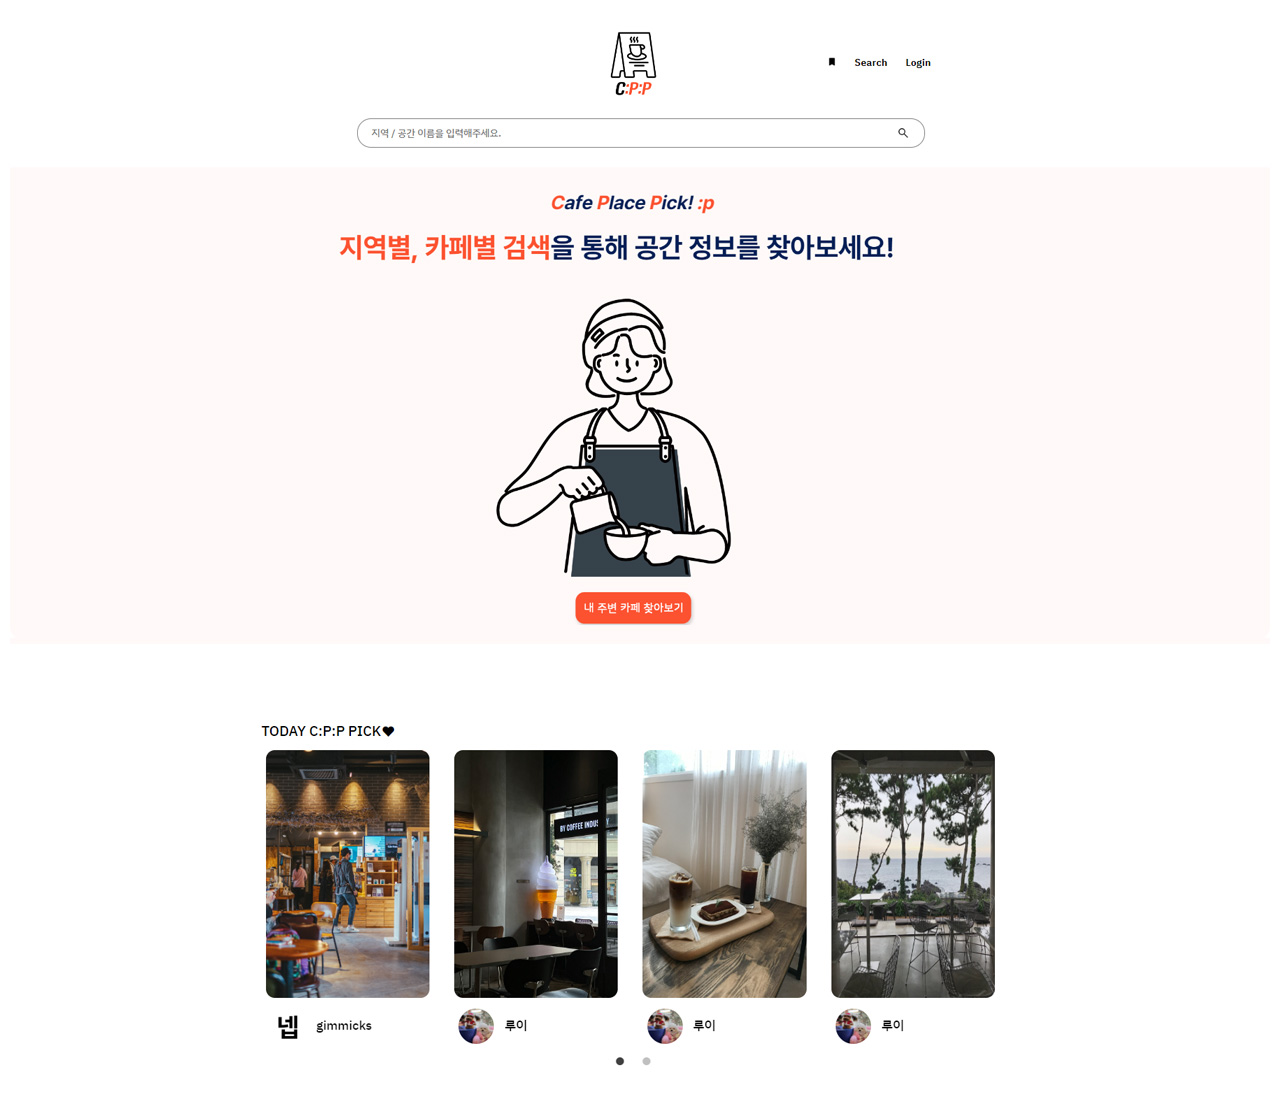 C:P:P
Search Login
지역 / 공간 이름을 입력해주세요.
Cafe Place Pick! :p
지역별, 카페별 검색을 통해 공간 정보를 찾아보세요!
내 주변 카페 찾아보기
TODAY C:P:P PICK♥
BY COFFEE INDUS
넵 gimmicks
루이
루이
루이